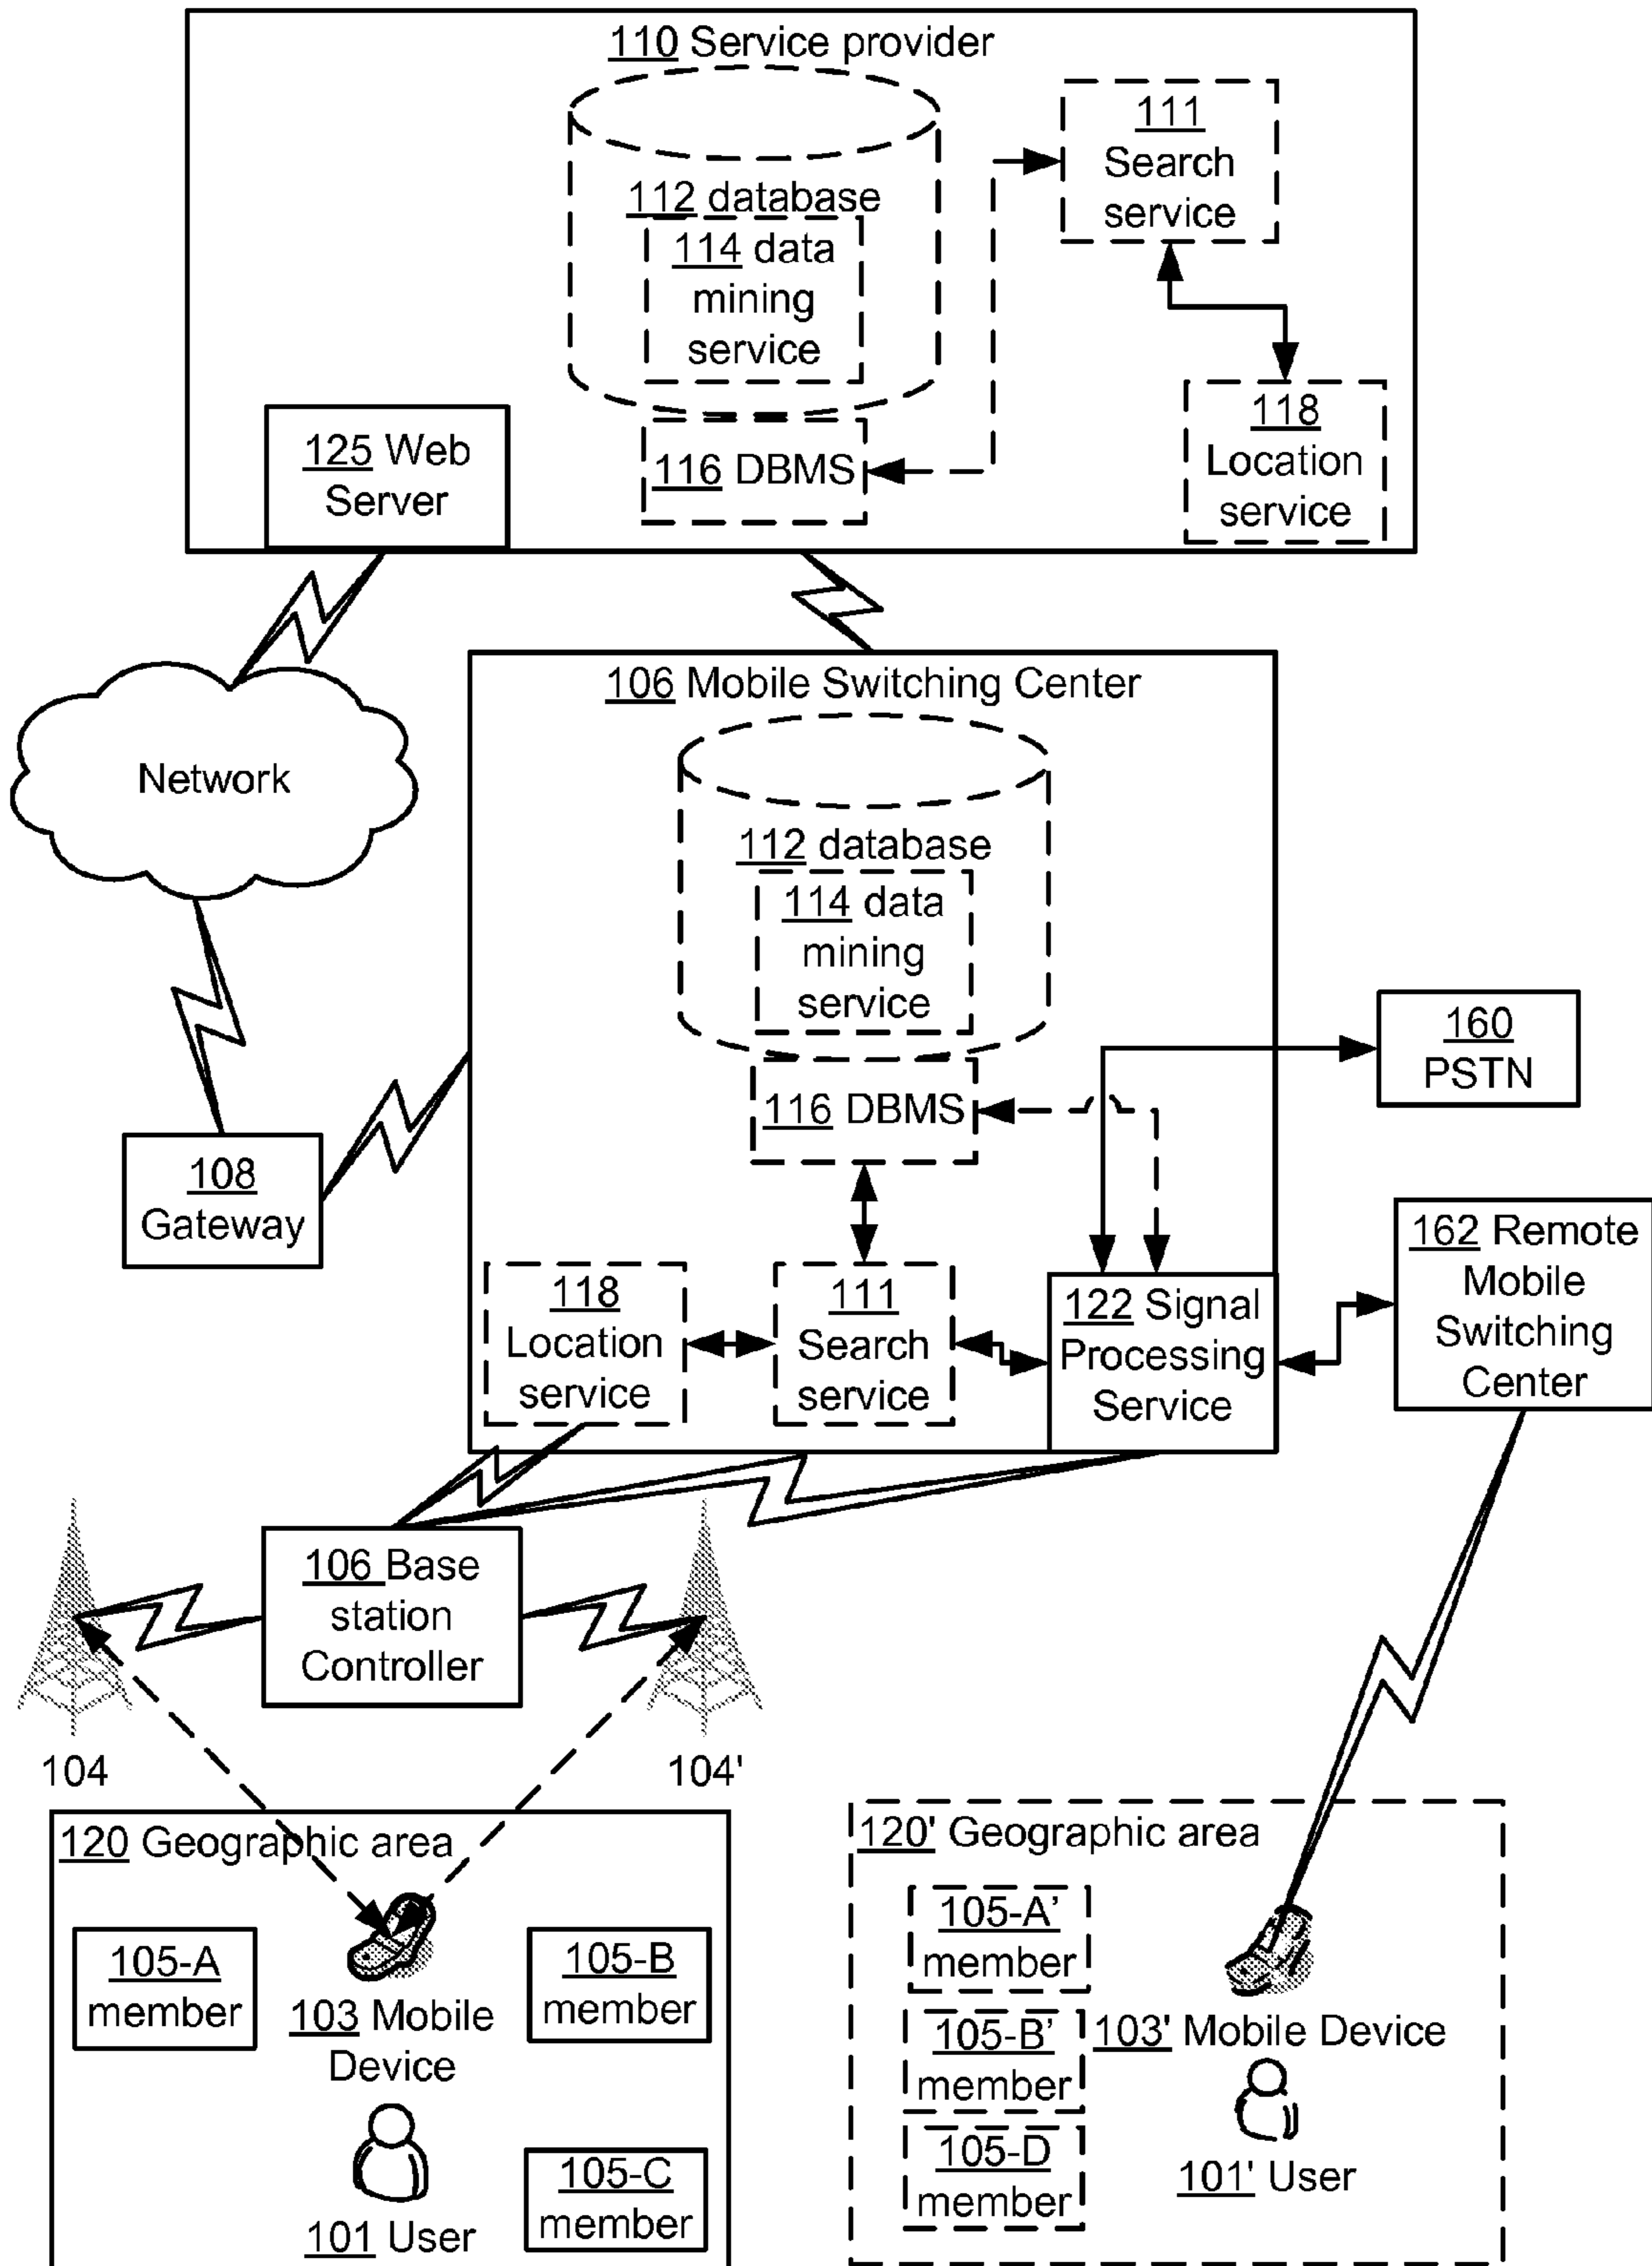 110 Service provider
111
Search
service
112 database
114 data
mining
service
118
Location
service
125 Web
Server
116 DBMS
106 Mobile Switching Center
Network
112 database
114 data
mining
service
160
PSTN
116 DBMS
108
Gateway
162 Remote
Mobile
Switching
Center
118
Location
service
111
Search
service
122 Signal
Processing
Service
106 Base
station
Controller
104
104'
120 Geographic area
105-A
member
103 Mobile
Device
105-B
member
101 User
105-C
member
120' Geographic area
105-A’
member
105-B’
member
103' Mobile Device
105-D
member
101' User